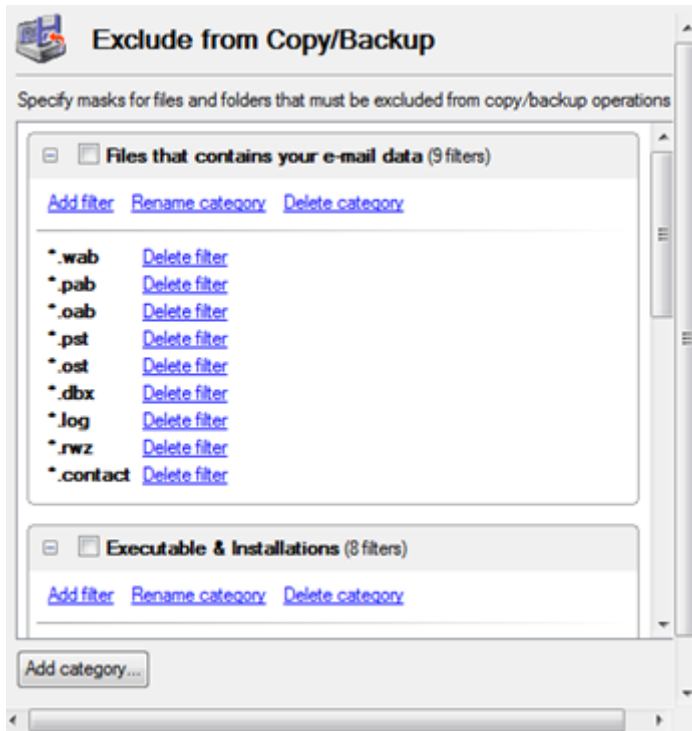 Exclude from Copy/Backup
Specify masks for files and folders that must be excluded from copy/backup operations
Files that contains your e-mail data (9 filters)
Add filter Rename category Delete category
*.wab Delete filter
*.pab Delete filter
*.oab Delete filter
*.pst Delete filter
*.ost Delete filter
*.dbx Delete filter
*.log Delete filter
*.rwz Delete filter
*.contact Delete filter
Executable & Installations (8 filters)
Add filter Rename category Delete category
Add category...